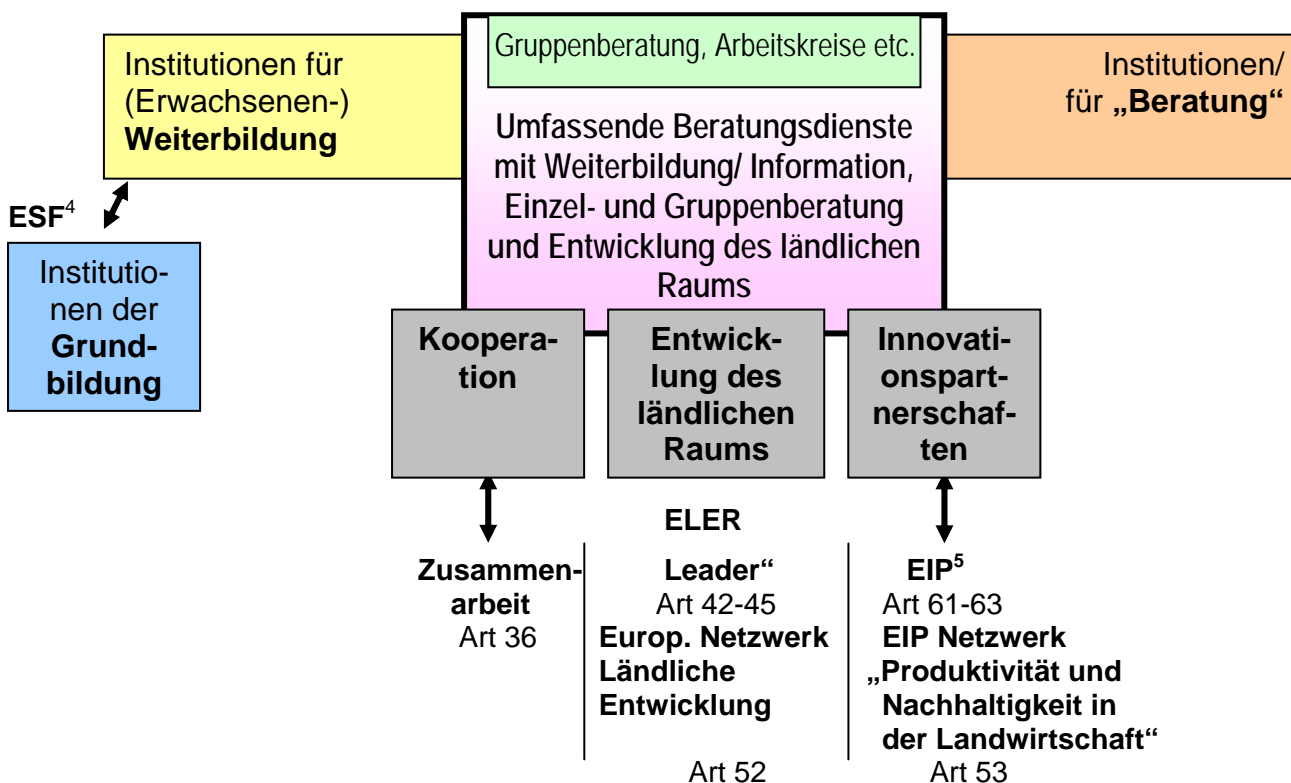 Gruppenberatung, Arbeitskreise etc.
Institutionen für
(Erwachsenen-)
Weiterbildung
Umfassende Beratungsdienste
mit Weiterbildung/ Information,
Einzel- und Gruppenberatung
und Entwicklung des ländlichen
Raums
Institutionen/
für „Beratung“
ESF4
Institutio-
nen der
Grund-
bildung
Koopera-
tion
Entwick-
lung des
ländlichen
Raums
Innovati-
onspart-
nerschaf-
ten
ELER
Zusammen-
arbeit
Art 36
Leader“
Art 42-45
Europ. Netzwerk
Ländliche
Entwicklung
Art 52
EIP5
Art 61-63
EIP Netzwerk
„Produktivität und
Nachhaltigkeit in
der Landwirtschaft“
Art 53